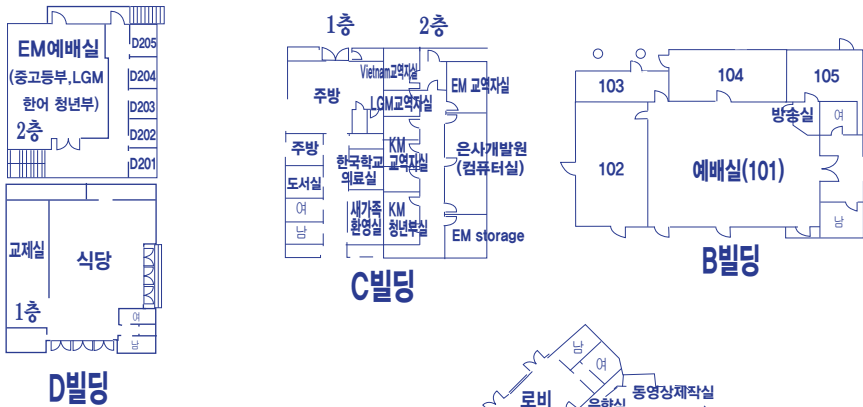 EM예배실
(중고등부,LGM
한어 청년부)
2층
D205
D204
D203
D202
D201
교제실
식당
1층
여
남
D빌딩
1층
2층
Vietnam교역자실
EM 교역자실
주방
LGM교역자실
주방
KM
교역자실
한국학교
의료실
은사개발원
(컴퓨터실)
도서실
여
남
새가족
환영실
KM
청년부실
EM storage
C빌딩
103
104
105
방송실
여
102
예배실(101)
남
B빌딩
남
여
로비
음향실
동영상제작실